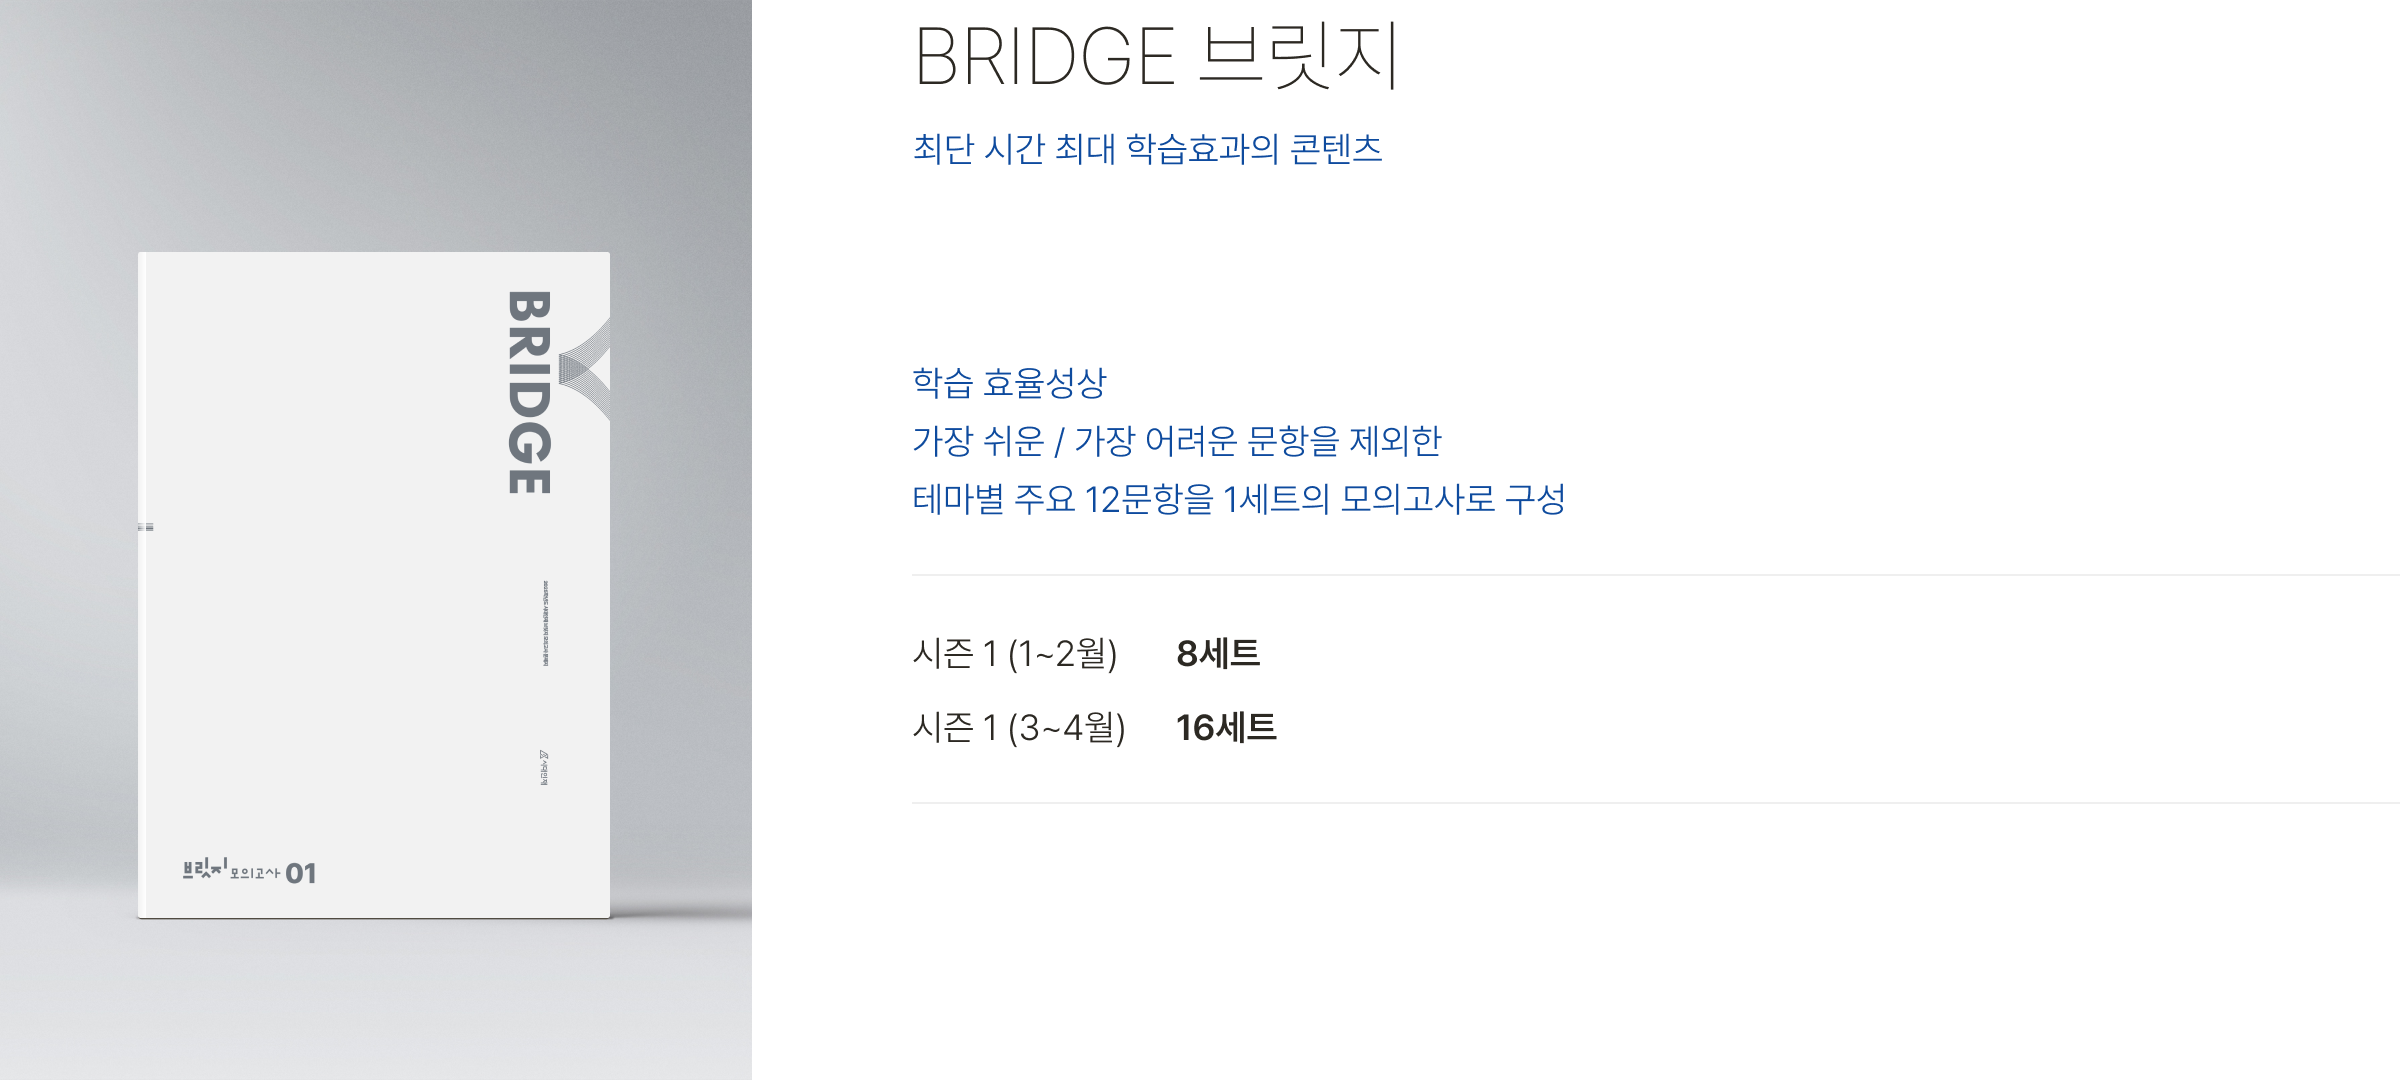 BRIDGE 브릿지
최단 시간 최대 학습효과의 콘텐츠
학습 효율성상
가장 쉬운 / 가장 어려운 문항을 제외한
테마별 주요 12문항을 1세트의 모의고사로 구성
시즌 1 (1~2월) 8세트
시즌 1 (3~4월) 16세트
BRIDGE
시대인재
브릿지 모의고사 01